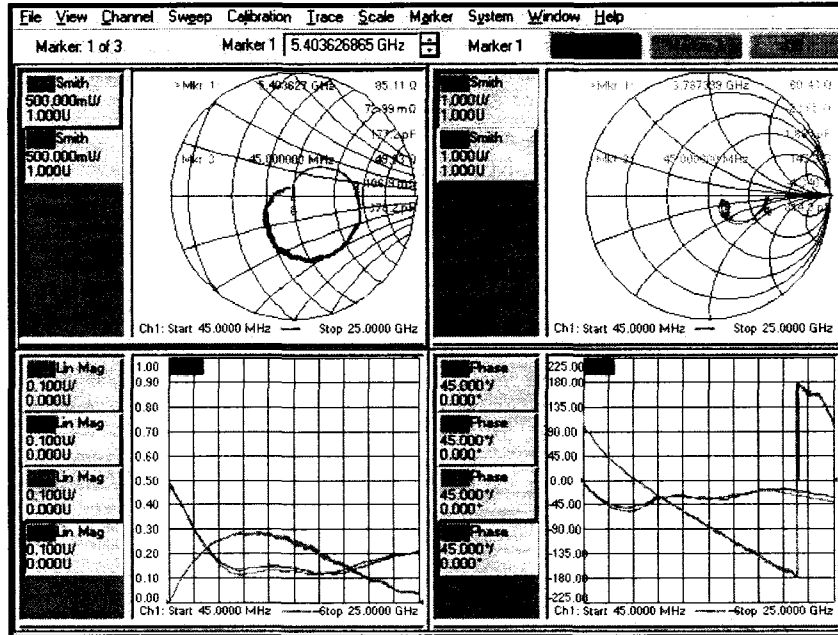 File View Channel Sweep Calibration Trace Scale Marker System Window Help
Marker: 1 of 3 Marker 1 5.403626865 GHz Marker 1
Smith
500.000mU/
1.000U
Smith
500.000mU/
1.000U
>Mkr 1: 5.403627 GHz 85.11 Ω
pF
Mkr 45.000000 MHz
Ch1: Start 45.0000 MHz Stop 25.0000 GHz
Smith
1.000U/
1.000U
Smith
1.000U/
1.000U
Ch1: Start 45.0000 MHz Stop 25.0000 GHz
Lin Mag
0.100U/
0.000U
Lin Mag
0.100U/
0.000U
Lin Mag
0.100U/
0.000U
Lin Mag
0.100U/
0.000U
1.00
0.90
0.80
0.70
0.60
0.50
0.40
0.30
0.20
0.10
0.00
Ch1: Start 45.0000 MHz Stop 25.0000 GHz
Phase
45.000°/
0.000°
Phase
45.000°/
0.000°
Phase
45.000°/
0.000°
Phase
45.000°/
0.000°
225.00
180.00
135.00
90.00
45.00
0.00
-45.00
-90.00
-135.00
-180.00
-225.00
Ch1: Start 45.0000 MHz Stop 25.0000 GHz